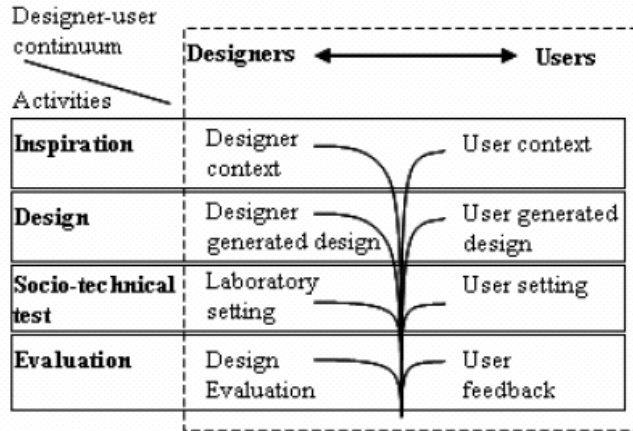 Designer-user
continuum
Designers
Users
Activities
Inspiration
Designer
context
User context
Design
Designer
generated design
User generated
design
Socio-technical
test
Laboratory
setting
User setting
Evaluation
Design
Evaluation
User
feedback